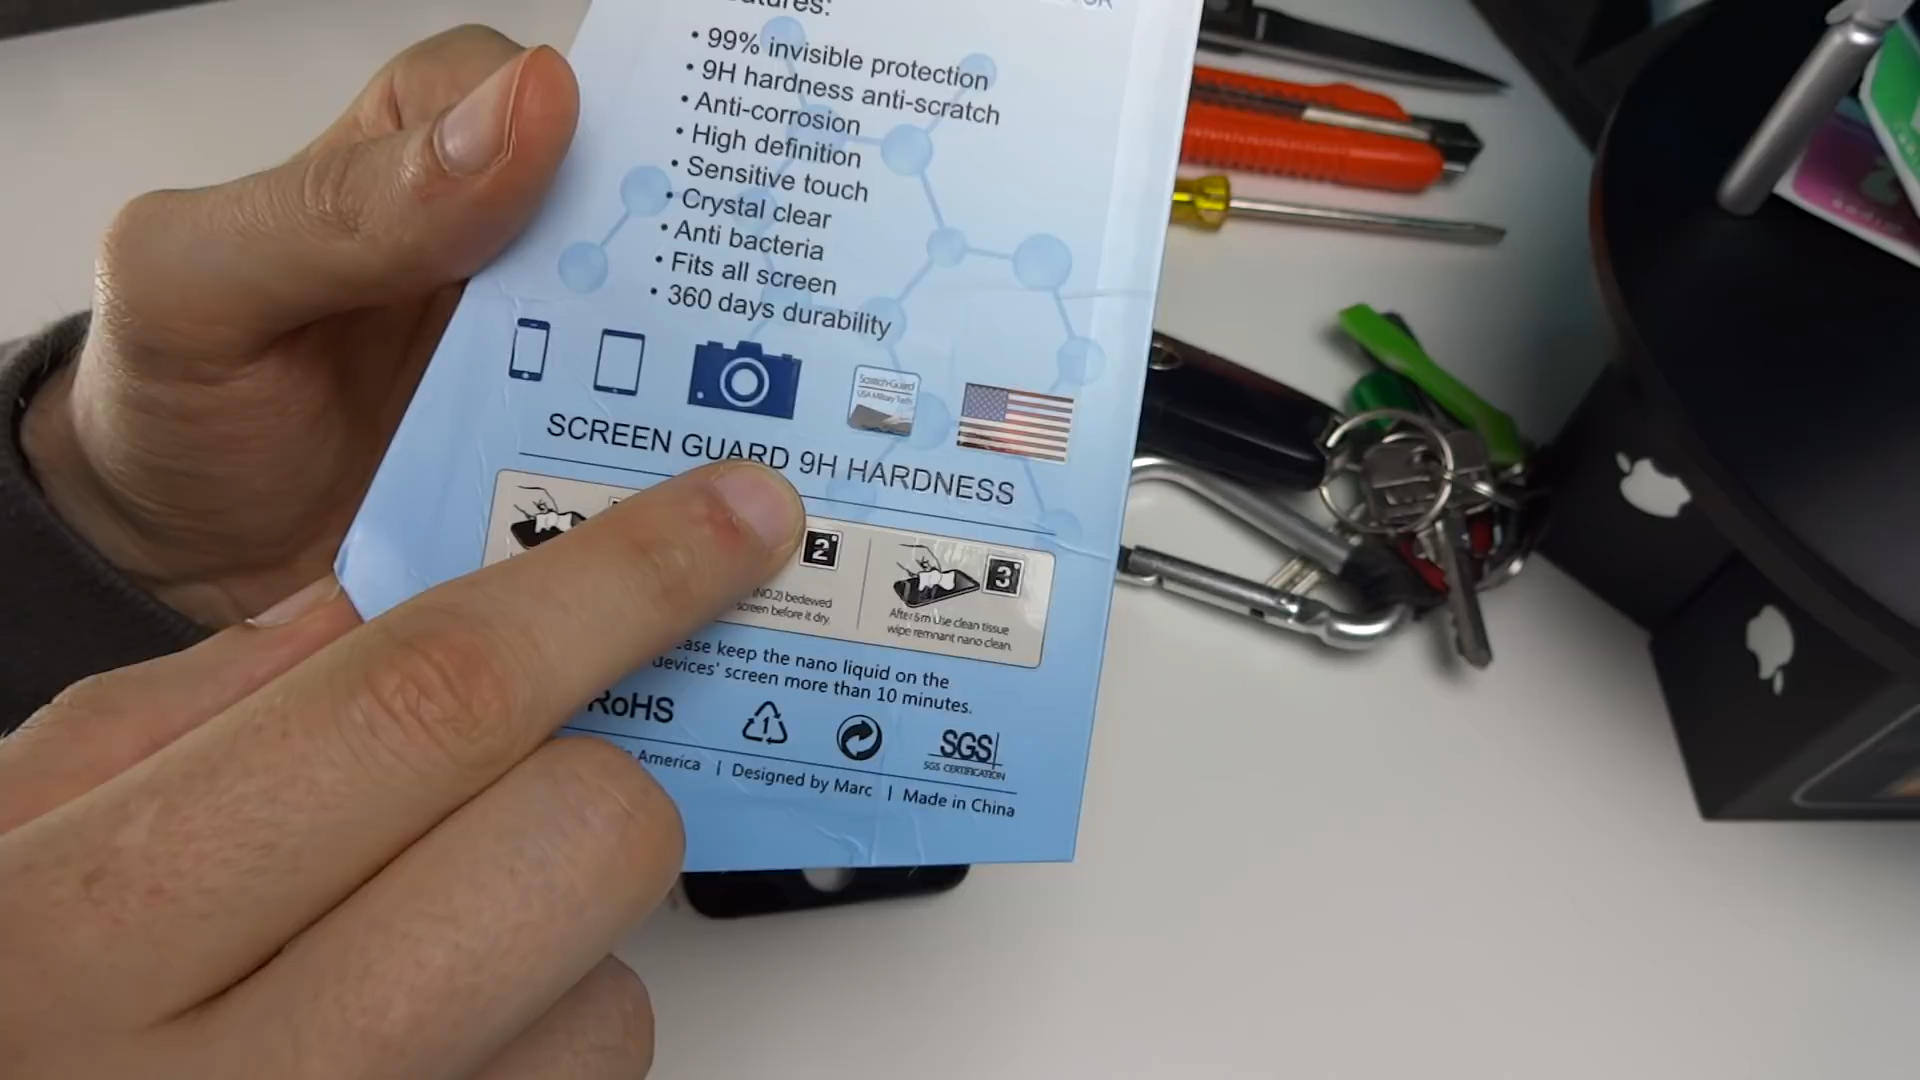 • 99% invisible protection
• 9H hardness anti-scratch
• Anti-corrosion
• High definition
• Sensitive touch
• Crystal clear
• Anti bacteria
• Fits all screen
• 360 days durability
Scratch-Guard
USA Military Tech
SCREEN GUARD 9H HARDNESS
2
(NO.2) bedewed
screen before it dry.
3
After 5m Use clean tissue
wipe remnant nano clean.
keep the nano liquid on the
devices' screen more than 10 minutes.
RoHS
1
SGS
SGS CERTIFICATION
America | Designed by Marc | Made in China